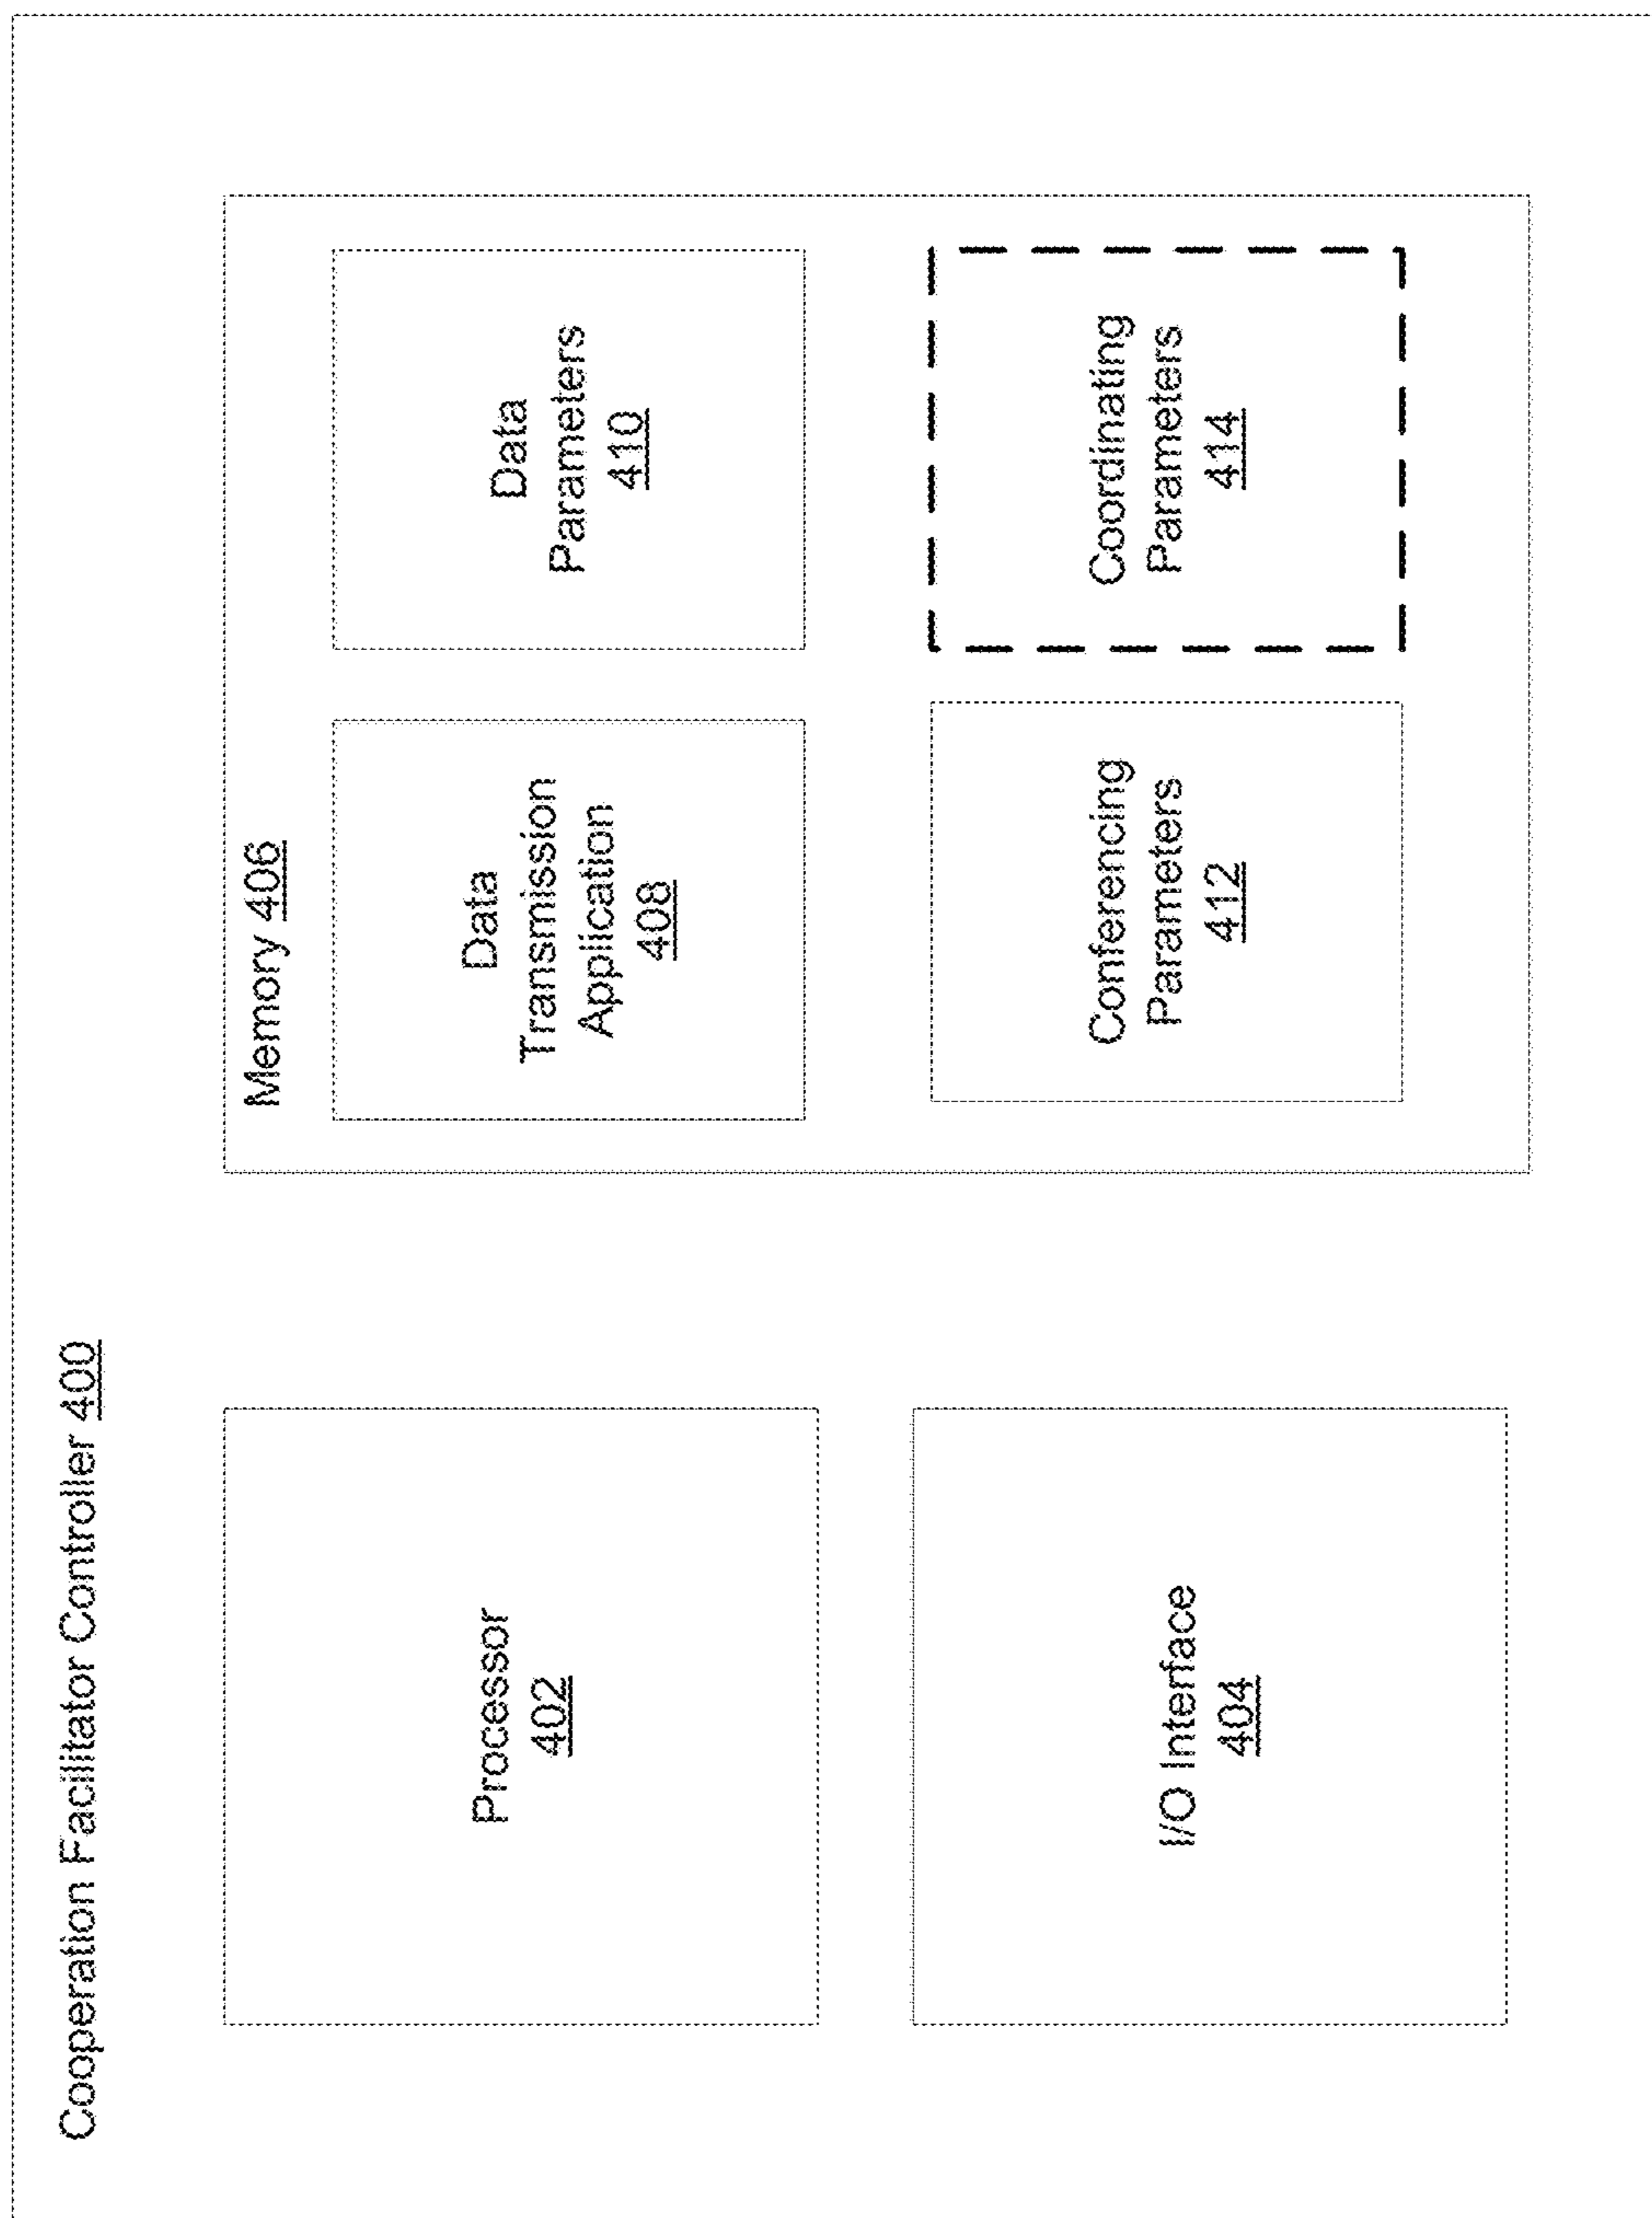 Cooperation Facilitator Controller 400
Processor
402
I/O Interface
404
Memory 406
Data
Transmission
Application
408
Data
Parameters
410
Conferencing
Parameters
412
Coordinating
Parameters
414